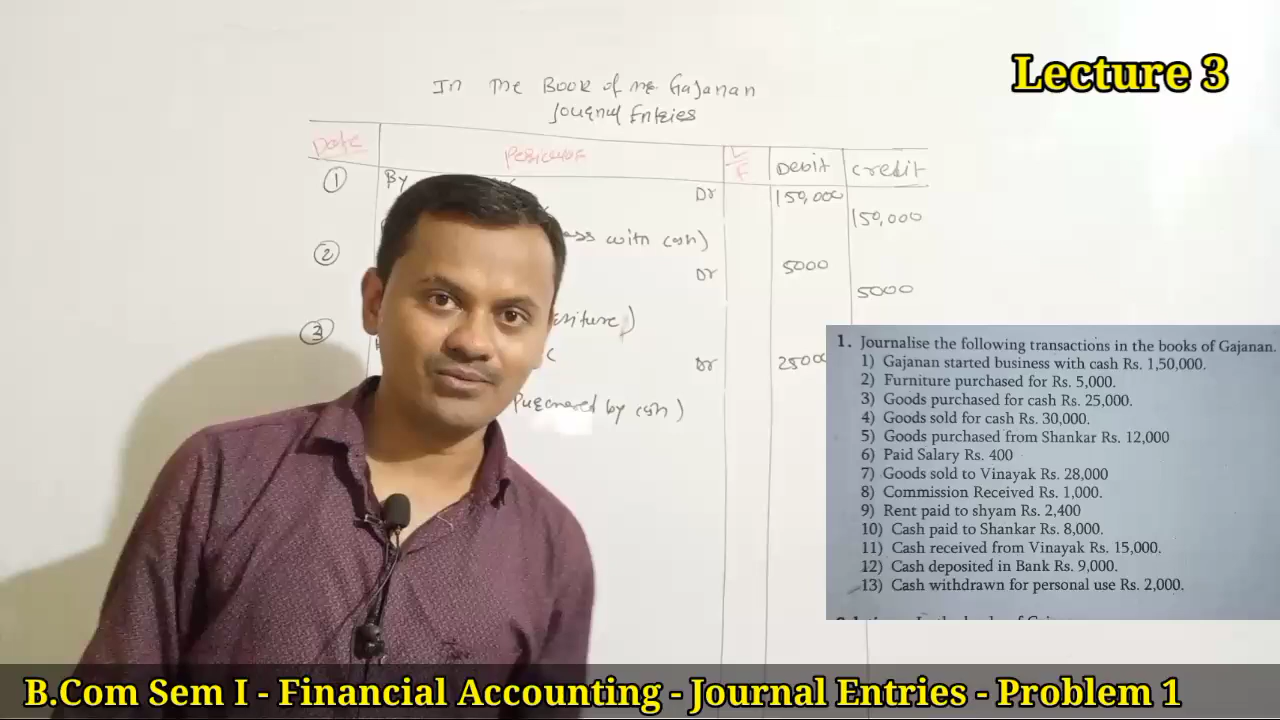 Lecture 3
In The Book of Mr Gajanan
Journal Entries
Date
L/F
Debit
Credit
① By
Dr
150,000
150,000
with cash)
②
Dr
5000
5000
③
Dr
by cash)
1. Journalise the following transactions in the books of Gajanan.
1) Gajanan started business with cash Rs. 1,50,000.
2) Furniture purchased for Rs. 5,000.
3) Goods purchased for cash Rs. 25,000.
4) Goods sold for cash Rs. 30,000.
5) Goods purchased from Shankar Rs. 12,000
6) Paid Salary Rs. 400
7) Goods sold to Vinayak Rs. 28,000
8) Commission Received Rs. 1,000.
9) Rent paid to shyam Rs. 2,400
10) Cash paid to Shankar Rs. 8,000.
11) Cash received from Vinayak Rs. 15,000.
12) Cash deposited in Bank Rs. 9,000.
13) Cash withdrawn for personal use Rs. 2,000.
B.Com Sem I - Financial Accounting - Journal Entries - Problem 1